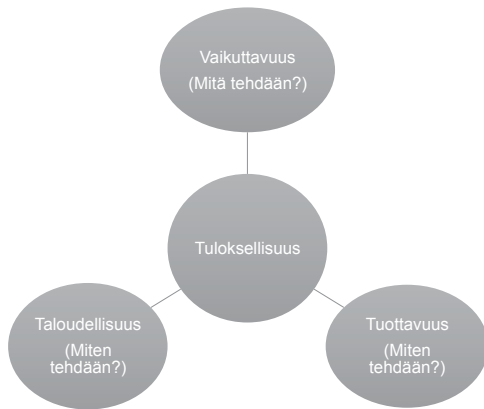 Vaikuttavuus
(Mitä tehdään?)
Tuloksellisuus
Taloudellisuus
(Miten
tehdään?)
Tuottavuus
(Miten
tehdään?)